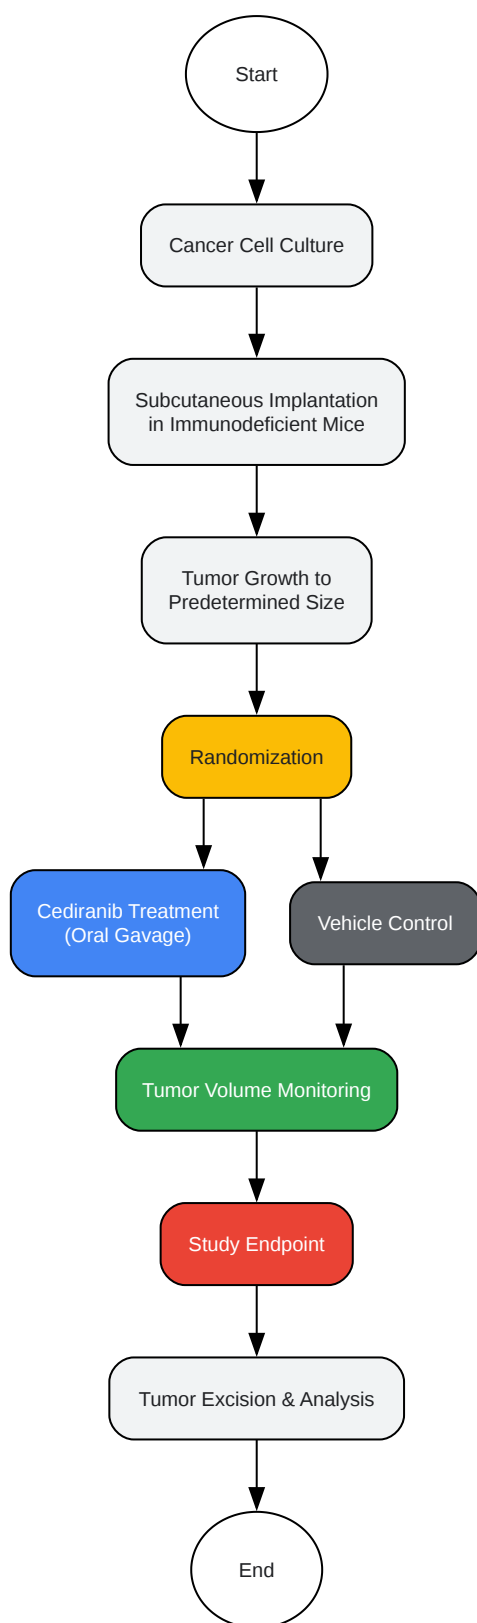 Start
Cancer Cell Culture
Subcutaneous Implantation
in Immunodeficient Mice
Tumor Growth to
Predetermined Size
Randomization
Cediranib Treatment
(Oral Gavage)
Vehicle Control
Tumor Volume Monitoring
Study Endpoint
Tumor Excision & Analysis
End